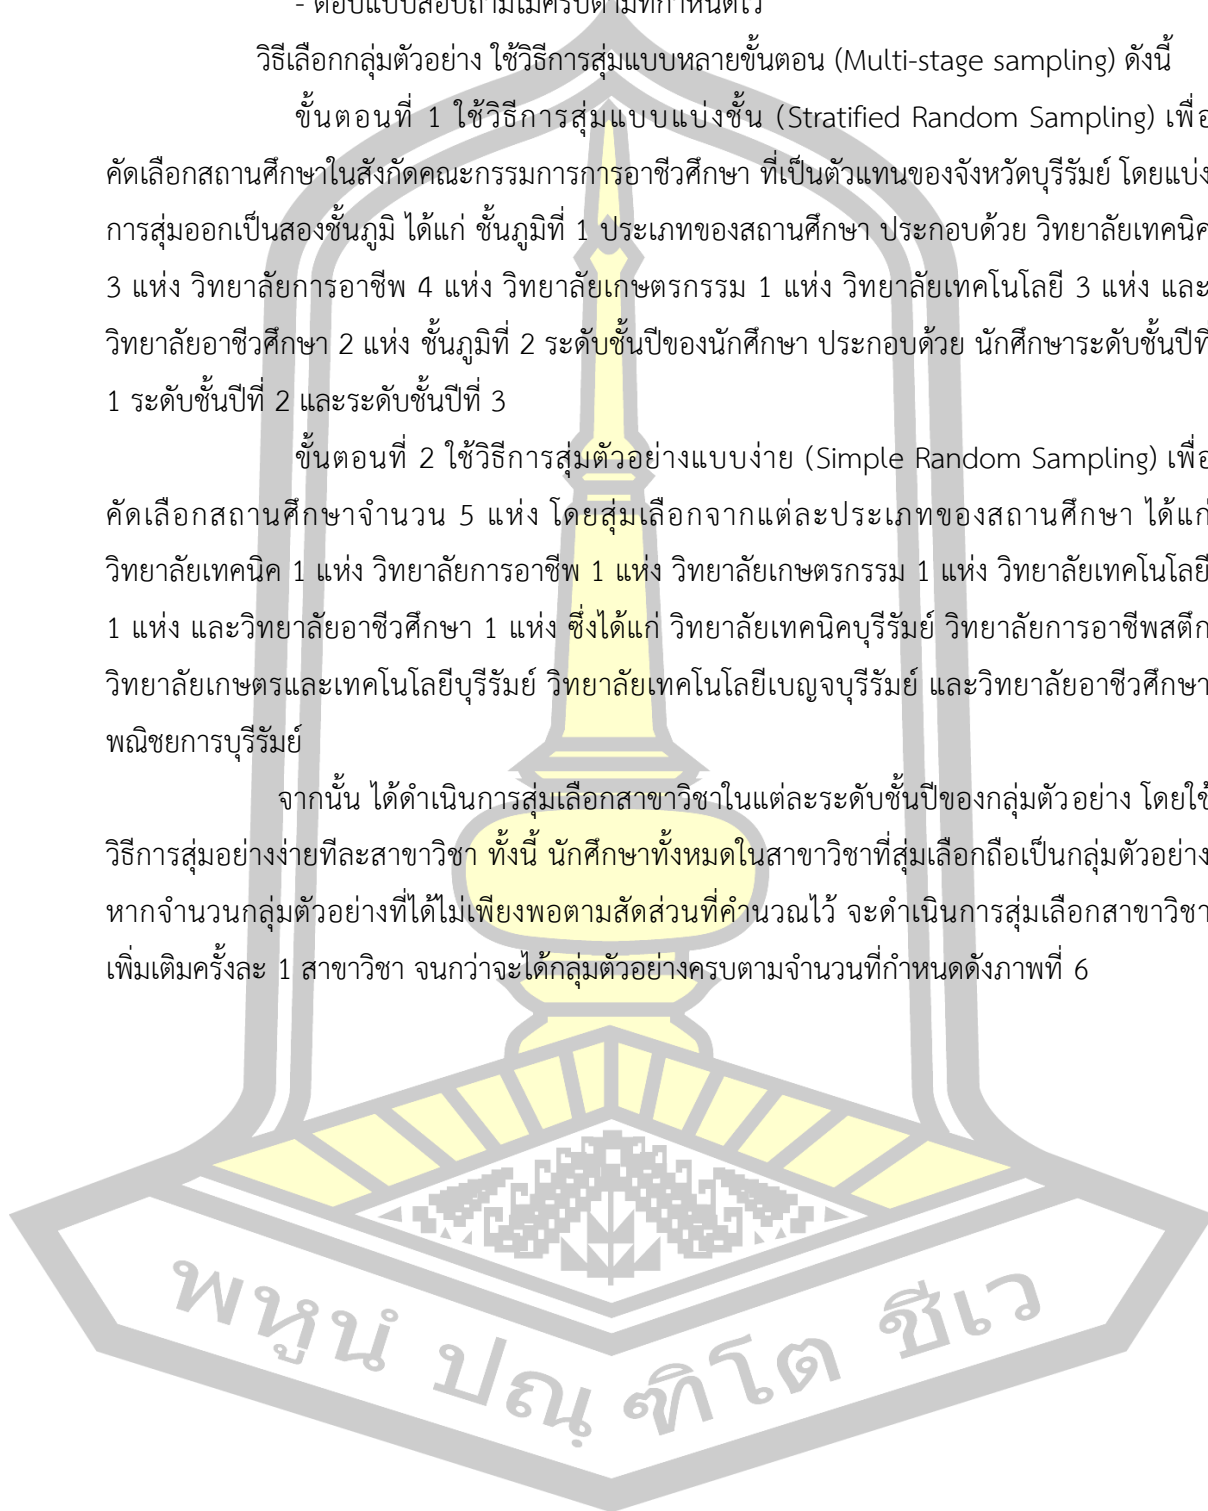 - ตอบแบบสอบถามไม่ครบตามที่กำหนดไว้
วิธีเลือกกลุ่มตัวอย่าง ใช้วิธีการสุ่มแบบหลายขั้นตอน (Multi-stage sampling) ดังนี้
ขั้นตอนที่ 1 ใช้วิธีการสุ่มแบบแบ่งชั้น (Stratified Random Sampling) เพื่อ
คัดเลือกสถานศึกษาในสังกัดคณะกรรมการการอาชีวศึกษา ที่เป็นตัวแทนของจังหวัดบุรีรัมย์ โดยแบ่ง
การสุ่มออกเป็นสองชั้นภูมิ ได้แก่ ชั้นภูมิที่ 1 ประเภทของสถานศึกษา ประกอบด้วย วิทยาลัยเทคนิค
3 แห่ง วิทยาลัยการอาชีพ 4 แห่ง วิทยาลัยเกษตรกรรม 1 แห่ง วิทยาลัยเทคโนโลยี 3 แห่ง และ
วิทยาลัยอาชีวศึกษา 2 แห่ง ชั้นภูมิที่ 2 ระดับชั้นปีของนักศึกษา ประกอบด้วย นักศึกษาระดับชั้นปีที่
1 ระดับชั้นปีที่ 2 และระดับชั้นปีที่ 3
ขั้นตอนที่ 2 ใช้วิธีการสุ่มตัวอย่างแบบง่าย (Simple Random Sampling) เพื่อ
คัดเลือกสถานศึกษาจำนวน 5 แห่ง โดยสุ่มเลือกจากแต่ละประเภทของสถานศึกษา ได้แก่
วิทยาลัยเทคนิค 1 แห่ง วิทยาลัยการอาชีพ 1 แห่ง วิทยาลัยเกษตรกรรม 1 แห่ง วิทยาลัยเทคโนโลยี
1 แห่ง และวิทยาลัยอาชีวศึกษา 1 แห่ง ซึ่งได้แก่ วิทยาลัยเทคนิคบุรีรัมย์ วิทยาลัยการอาชีพสตึก
วิทยาลัยเกษตรและเทคโนโลยีบุรีรัมย์ วิทยาลัยเทคโนโลยีเบญจบุรีรัมย์ และวิทยาลัยอาชีวศึกษา
พณิชยการบุรีรัมย์
จากนั้น ได้ดำเนินการสุ่มเลือกสาขาวิชาในแต่ละระดับชั้นปีของกลุ่มตัวอย่าง โดยใช้
วิธีการสุ่มอย่างง่ายทีละสาขาวิชา ทั้งนี้ นักศึกษาทั้งหมดในสาขาวิชาที่สุ่มเลือกถือเป็นกลุ่มตัวอย่าง
หากจำนวนกลุ่มตัวอย่างที่ได้ไม่เพียงพอตามสัดส่วนที่คำนวณไว้ จะดำเนินการสุ่มเลือกสาขาวิชา
เพิ่มเติมครั้งละ 1 สาขาวิชา จนกว่าจะได้กลุ่มตัวอย่างครบตามจำนวนที่กำหนดดังภาพที่ 6
พหูนํ ปณฺฑิโต ชีเว